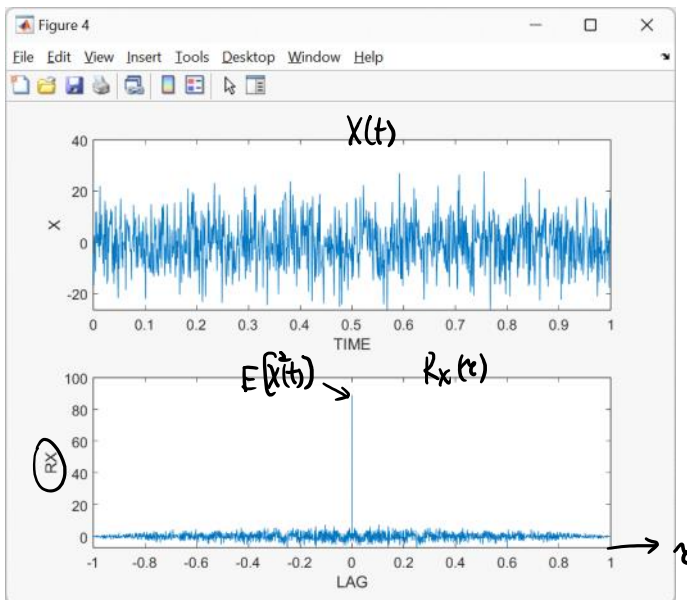 Figure 4
File Edit View Insert Tools Desktop Window Help
X(t)
40
20
0
-20
X
0 0.1 0.2 0.3 0.4 0.5 0.6 0.7 0.8 0.9 1
TIME
E[X²(t)]
Rx(τ)
100
80
60
40
20
0
RX
-1 -0.8 -0.6 -0.4 -0.2 0 0.2 0.4 0.6 0.8 1
τ
LAG